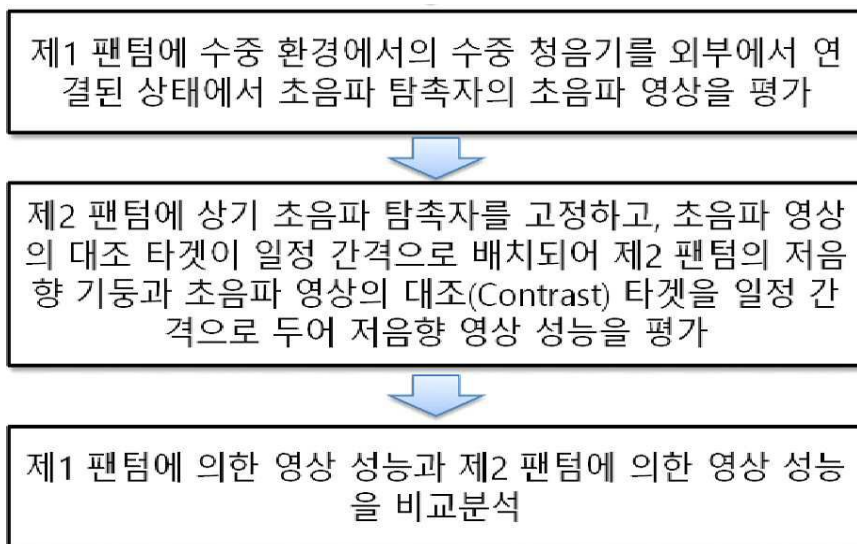 제1 팬텀에 수중 환경에서의 수중 청음기를 외부에서 연
결된 상태에서 초음파 탐촉자의 초음파 영상을 평가
제2 팬텀에 상기 초음파 탐촉자를 고정하고, 초음파 영상
의 대조 타겟이 일정 간격으로 배치되어 제2 팬텀의 저음
향 기둥과 초음파 영상의 대조(Contrast) 타겟을 일정 간
격으로 두어 저음향 영상 성능을 평가
제1 팬텀에 의한 영상 성능과 제2 팬텀에 의한 영상 성능
을 비교분석